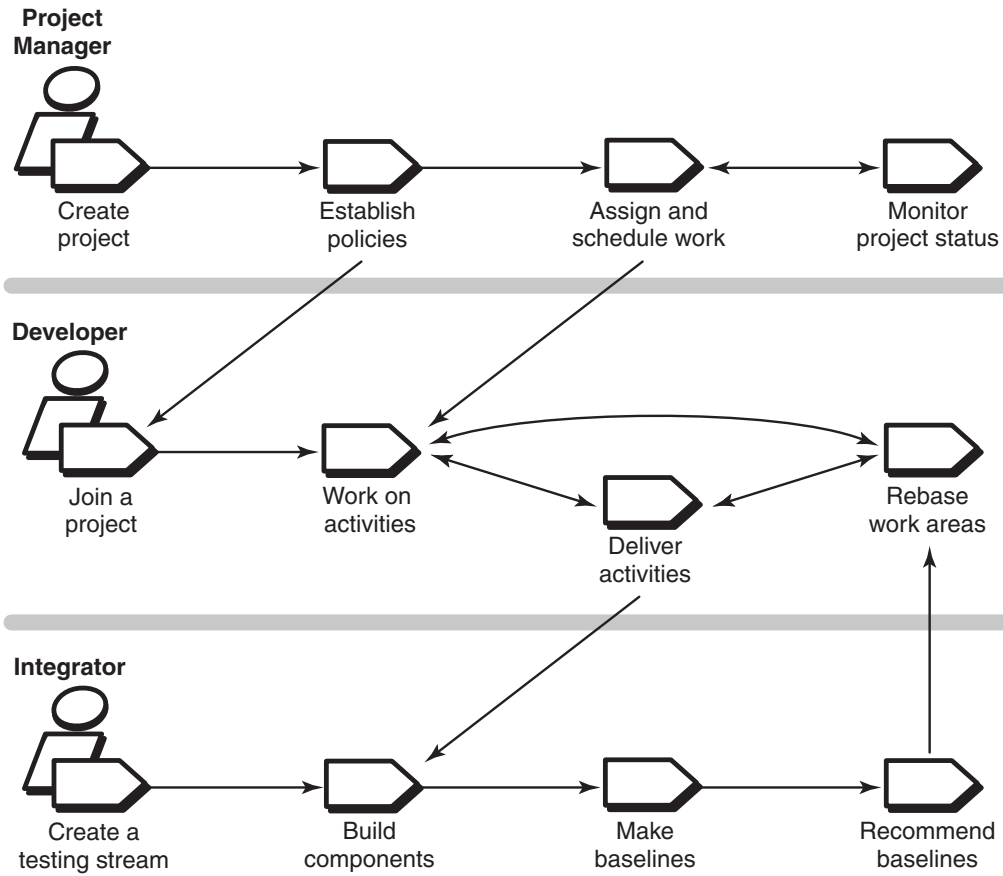 Project
Manager
Create
project
Establish
policies
Assign and
schedule work
Monitor
project status
Developer
Join a
project
Work on
activities
Deliver
activities
Rebase
work areas
Integrator
Create a
testing stream
Build
components
Make
baselines
Recommend
baselines